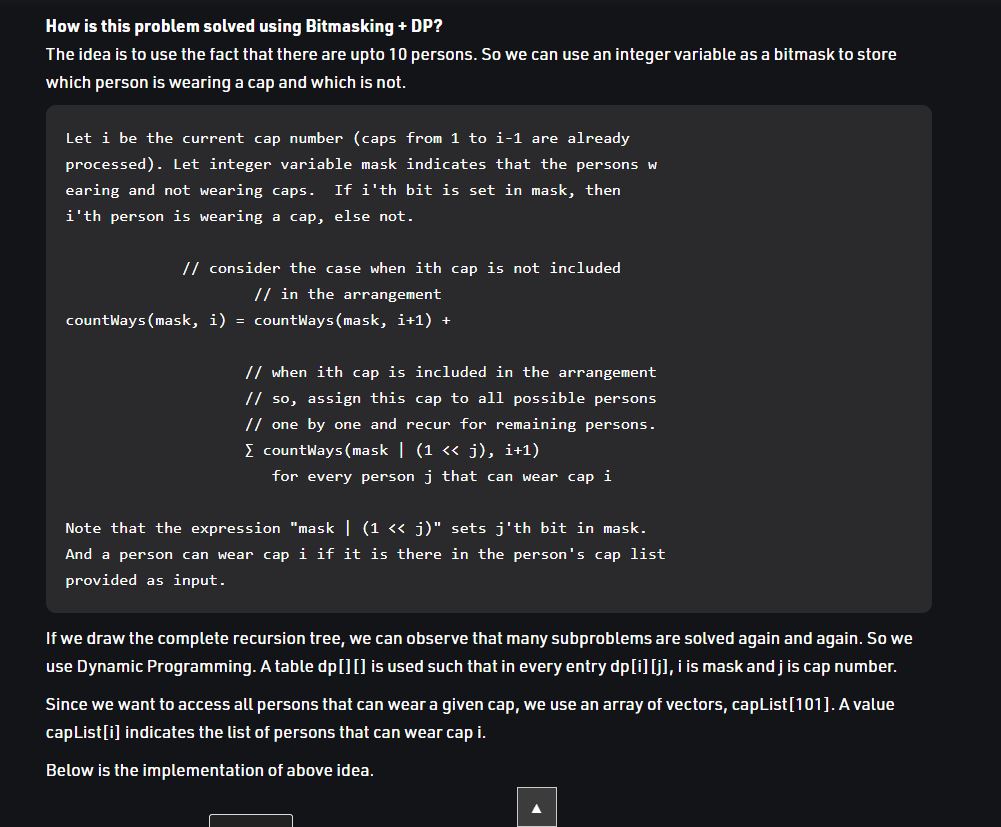 How is this problem solved using Bitmasking + DP?
The idea is to use the fact that there are upto 10 persons. So we can use an integer variable as a bitmask to store
which person is wearing a cap and which is not.
Let i be the current cap number (caps from 1 to i-1 are already
processed). Let integer variable mask indicates that the persons w
earing and not wearing caps.  If i'th bit is set in mask, then
i'th person is wearing a cap, else not.
// consider the case when ith cap is not included
// in the arrangement
countWays(mask, i) = countWays(mask, i+1) +
// when ith cap is included in the arrangement
// so, assign this cap to all possible persons
// one by one and recur for remaining persons.
∑ countWays(mask | (1 << j), i+1)
for every person j that can wear cap i
Note that the expression "mask | (1 << j)" sets j'th bit in mask.
And a person can wear cap i if it is there in the person's cap list
provided as input.
If we draw the complete recursion tree, we can observe that many subproblems are solved again and again. So we
use Dynamic Programming. A table dp[][] is used such that in every entry dp[i][j], i is mask and j is cap number.
Since we want to access all persons that can wear a given cap, we use an array of vectors, capList[101]. A value
capList[i] indicates the list of persons that can wear cap i.
Below is the implementation of above idea.